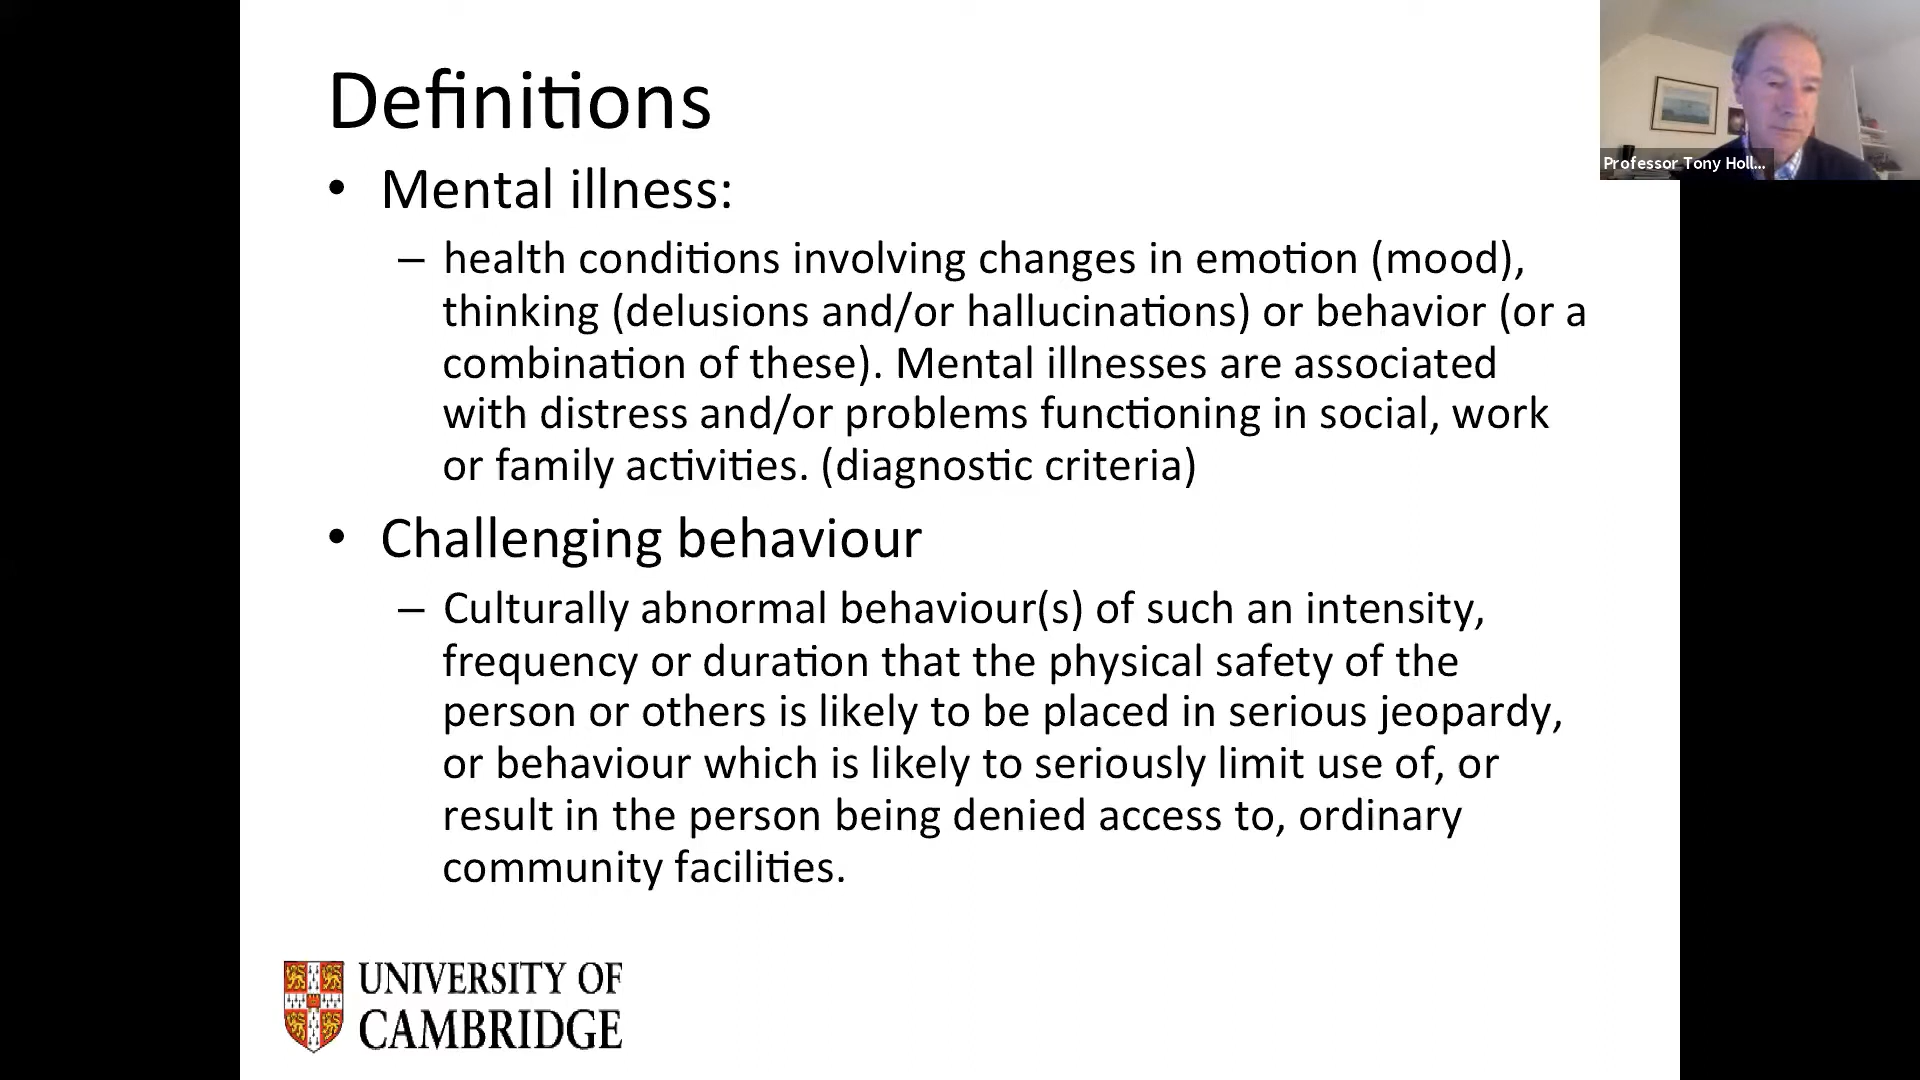 Definitions
• Mental illness:
– health conditions involving changes in emotion (mood),
thinking (delusions and/or hallucinations) or behavior (or a
combination of these). Mental illnesses are associated
with distress and/or problems functioning in social, work
or family activities. (diagnostic criteria)
• Challenging behaviour
– Culturally abnormal behaviour(s) of such an intensity,
frequency or duration that the physical safety of the
person or others is likely to be placed in serious jeopardy,
or behaviour which is likely to seriously limit use of, or
result in the person being denied access to, ordinary
community facilities.
UNIVERSITY OF
CAMBRIDGE
Professor Tony Holl...